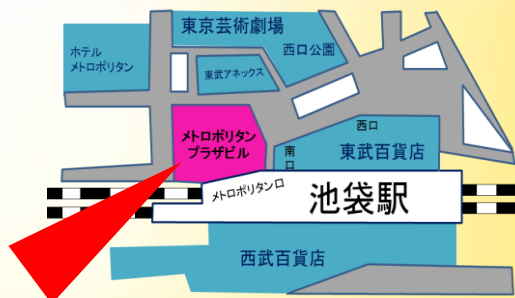 東京芸術劇場
西口公園
ホテル
メトロポリタン
東武アネックス
メトロポリタン
プラザビル
西口
南口
東武百貨店
メトロポリタン口
池袋駅
西武百貨店